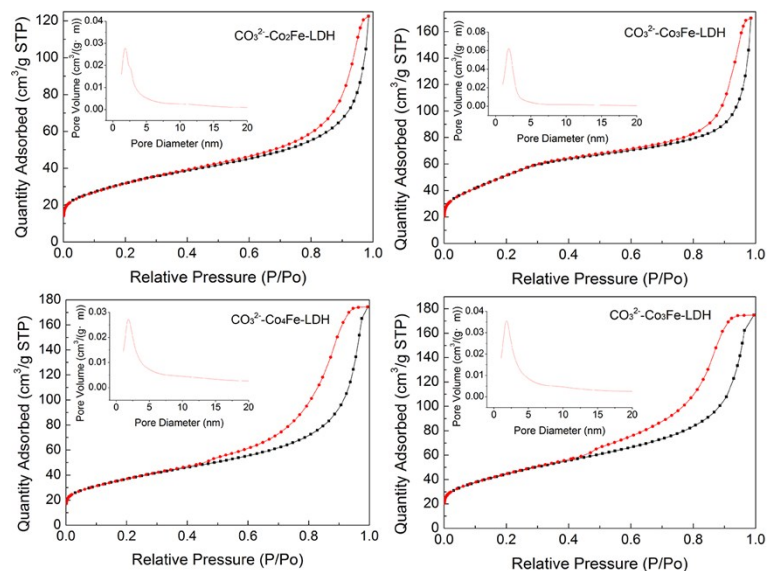 CO₃²⁻-Co₂Fe-LDH
Quantity Adsorbed (cm³/g STP)
120
100
80
60
40
20
0
0.0 0.2 0.4 0.6 0.8 1.0
Relative Pressure (P/Po)
Pore Volume (cm³/(g· m))
0.04
0.03
0.02
0.01
0.00
0 5 10 15 20
Pore Diameter (nm)
CO₃²⁻-Co₃Fe-LDH
Quantity Adsorbed (cm³/g STP)
160
140
120
100
80
60
40
20
0
0.0 0.2 0.4 0.6 0.8 1.0
Relative Pressure (P/Po)
Pore Volume (cm³/(g· m))
0.08
0.06
0.04
0.02
0.00
0 5 10 15 20
Pore Diameter (nm)
CO₃²⁻-Co₄Fe-LDH
Quantity Adsorbed (cm³/g STP)
180
160
140
120
100
80
60
40
20
0
0.0 0.2 0.4 0.6 0.8 1.0
Relative Pressure (P/Po)
Pore Volume (cm³/(g· m))
0.03
0.02
0.01
0.00
0 5 10 15 20
Pore Diameter (nm)
CO₃²⁻-Co₃Fe-LDH
Quantity Adsorbed (cm³/g STP)
180
160
140
120
100
80
60
40
20
0
0.0 0.2 0.4 0.6 0.8 1.0
Relative Pressure (P/Po)
Pore Volume (cm³/(g· m))
0.04
0.03
0.02
0.01
0.00
0 5 10 15 20
Pore Diameter (nm)